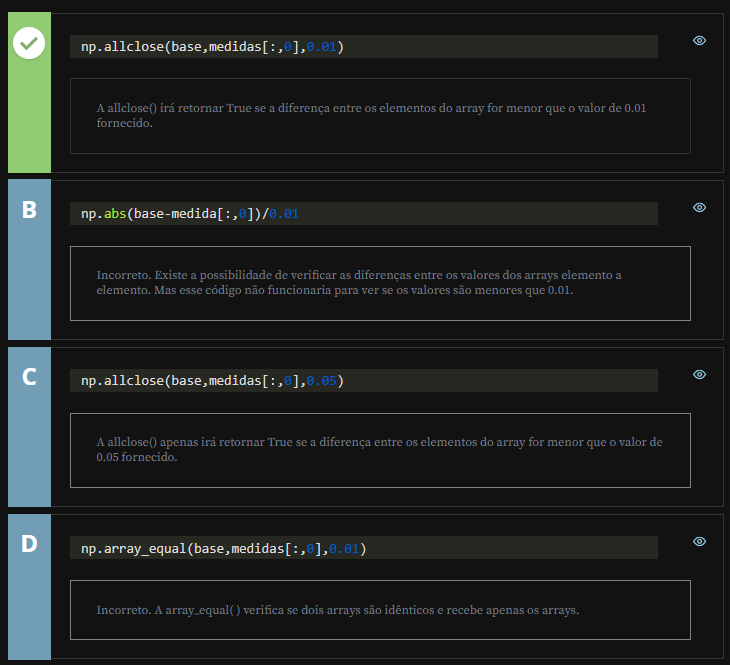 np.allclose(base,medidas[:,0],0.01)
A allclose() irá retornar True se a diferença entre os elementos do array for menor que o valor de 0.01
fornecido.
B
np.abs(base-medida[:,0])/0.01
Incorreto. Existe a possibilidade de verificar as diferenças entre os valores dos arrays elemento a
elemento. Mas esse código não funcionaria para ver se os valores são menores que 0.01.
C
np.allclose(base,medidas[:,0],0.05)
A allclose() apenas irá retornar True se a diferença entre os elementos do array for menor que o valor de
0.05 fornecido.
D
np.array_equal(base,medidas[:,0],0.01)
Incorreto. A array_equal( ) verifica se dois arrays são idênticos e recebe apenas os arrays.